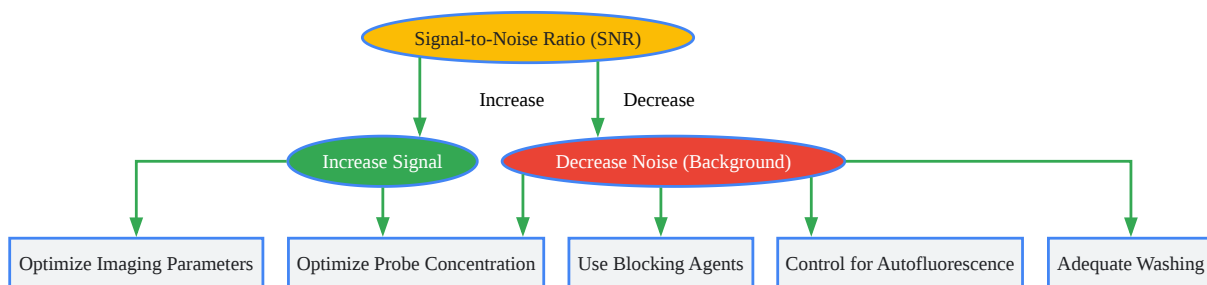 Signal-to-Noise Ratio (SNR)
Increase
Decrease
Increase Signal
Decrease Noise (Background)
Optimize Imaging Parameters
Optimize Probe Concentration
Use Blocking Agents
Control for Autofluorescence
Adequate Washing